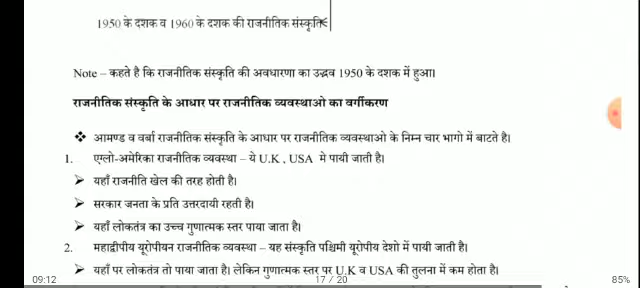 1950 के दशक व 1960 के दशक की राजनीतिक संस्कृति
Note – कहते है कि राजनीतिक संस्कृति की अवधारणा का उद्भव 1950 के दशक में हुआ।
राजनीतिक संस्कृति के आधार पर राजनीतिक व्यवस्थाओ का वर्गीकरण
❖ आमण्ड व वर्बा राजनीतिक संस्कृति के आधार पर राजनीतिक व्यवस्थाओ के निम्न चार भागो में बाटते है।
1. एग्लो-अमेरिका राजनीतिक व्यवस्था – ये U.K , USA मे पायी जाती है।
➢ यहाँ राजनीति खेल की तरह होती है।
➢ सरकार जनता के प्रति उत्तरदायी रहती है।
➢ यहाँ लोकतंत्र का उच्च गुणात्मक स्तर पाया जाता है।
2. महाद्वीपीय यूरोपीयन राजनीतिक व्यवस्था – यह संस्कृति पश्चिमी यूरोपीय देशो में पायी जाती है।
➢ यहाँ पर लोकतंत्र तो पाया जाता है। लेकिन गुणात्मक स्तर पर U.K व USA की तुलना में कम होता है।
09:12 17 / 20 85%